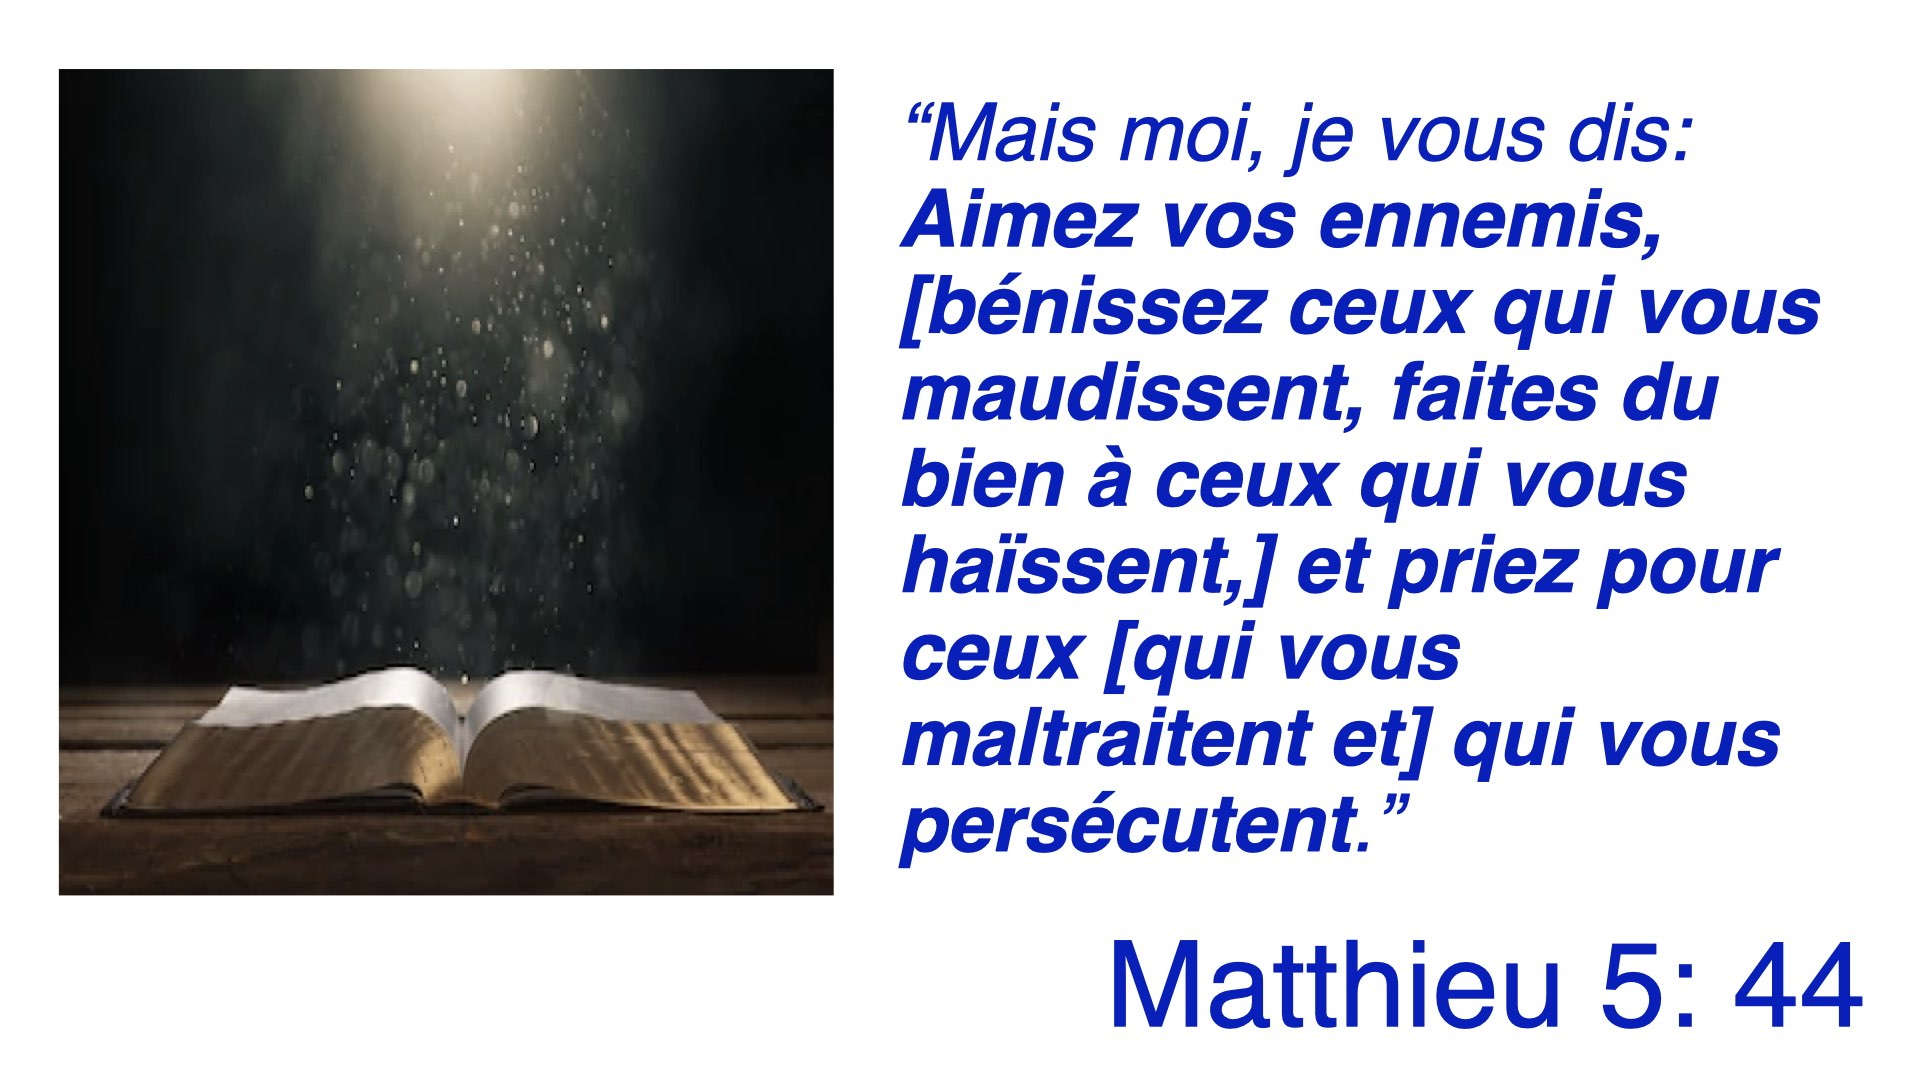 “Mais moi, je vous dis:
Aimez vos ennemis,
[bénissez ceux qui vous
maudissent, faites du
bien à ceux qui vous
haïssent,] et priez pour
ceux [qui vous
maltraitent et] qui vous
persécutent.”
Matthieu 5: 44